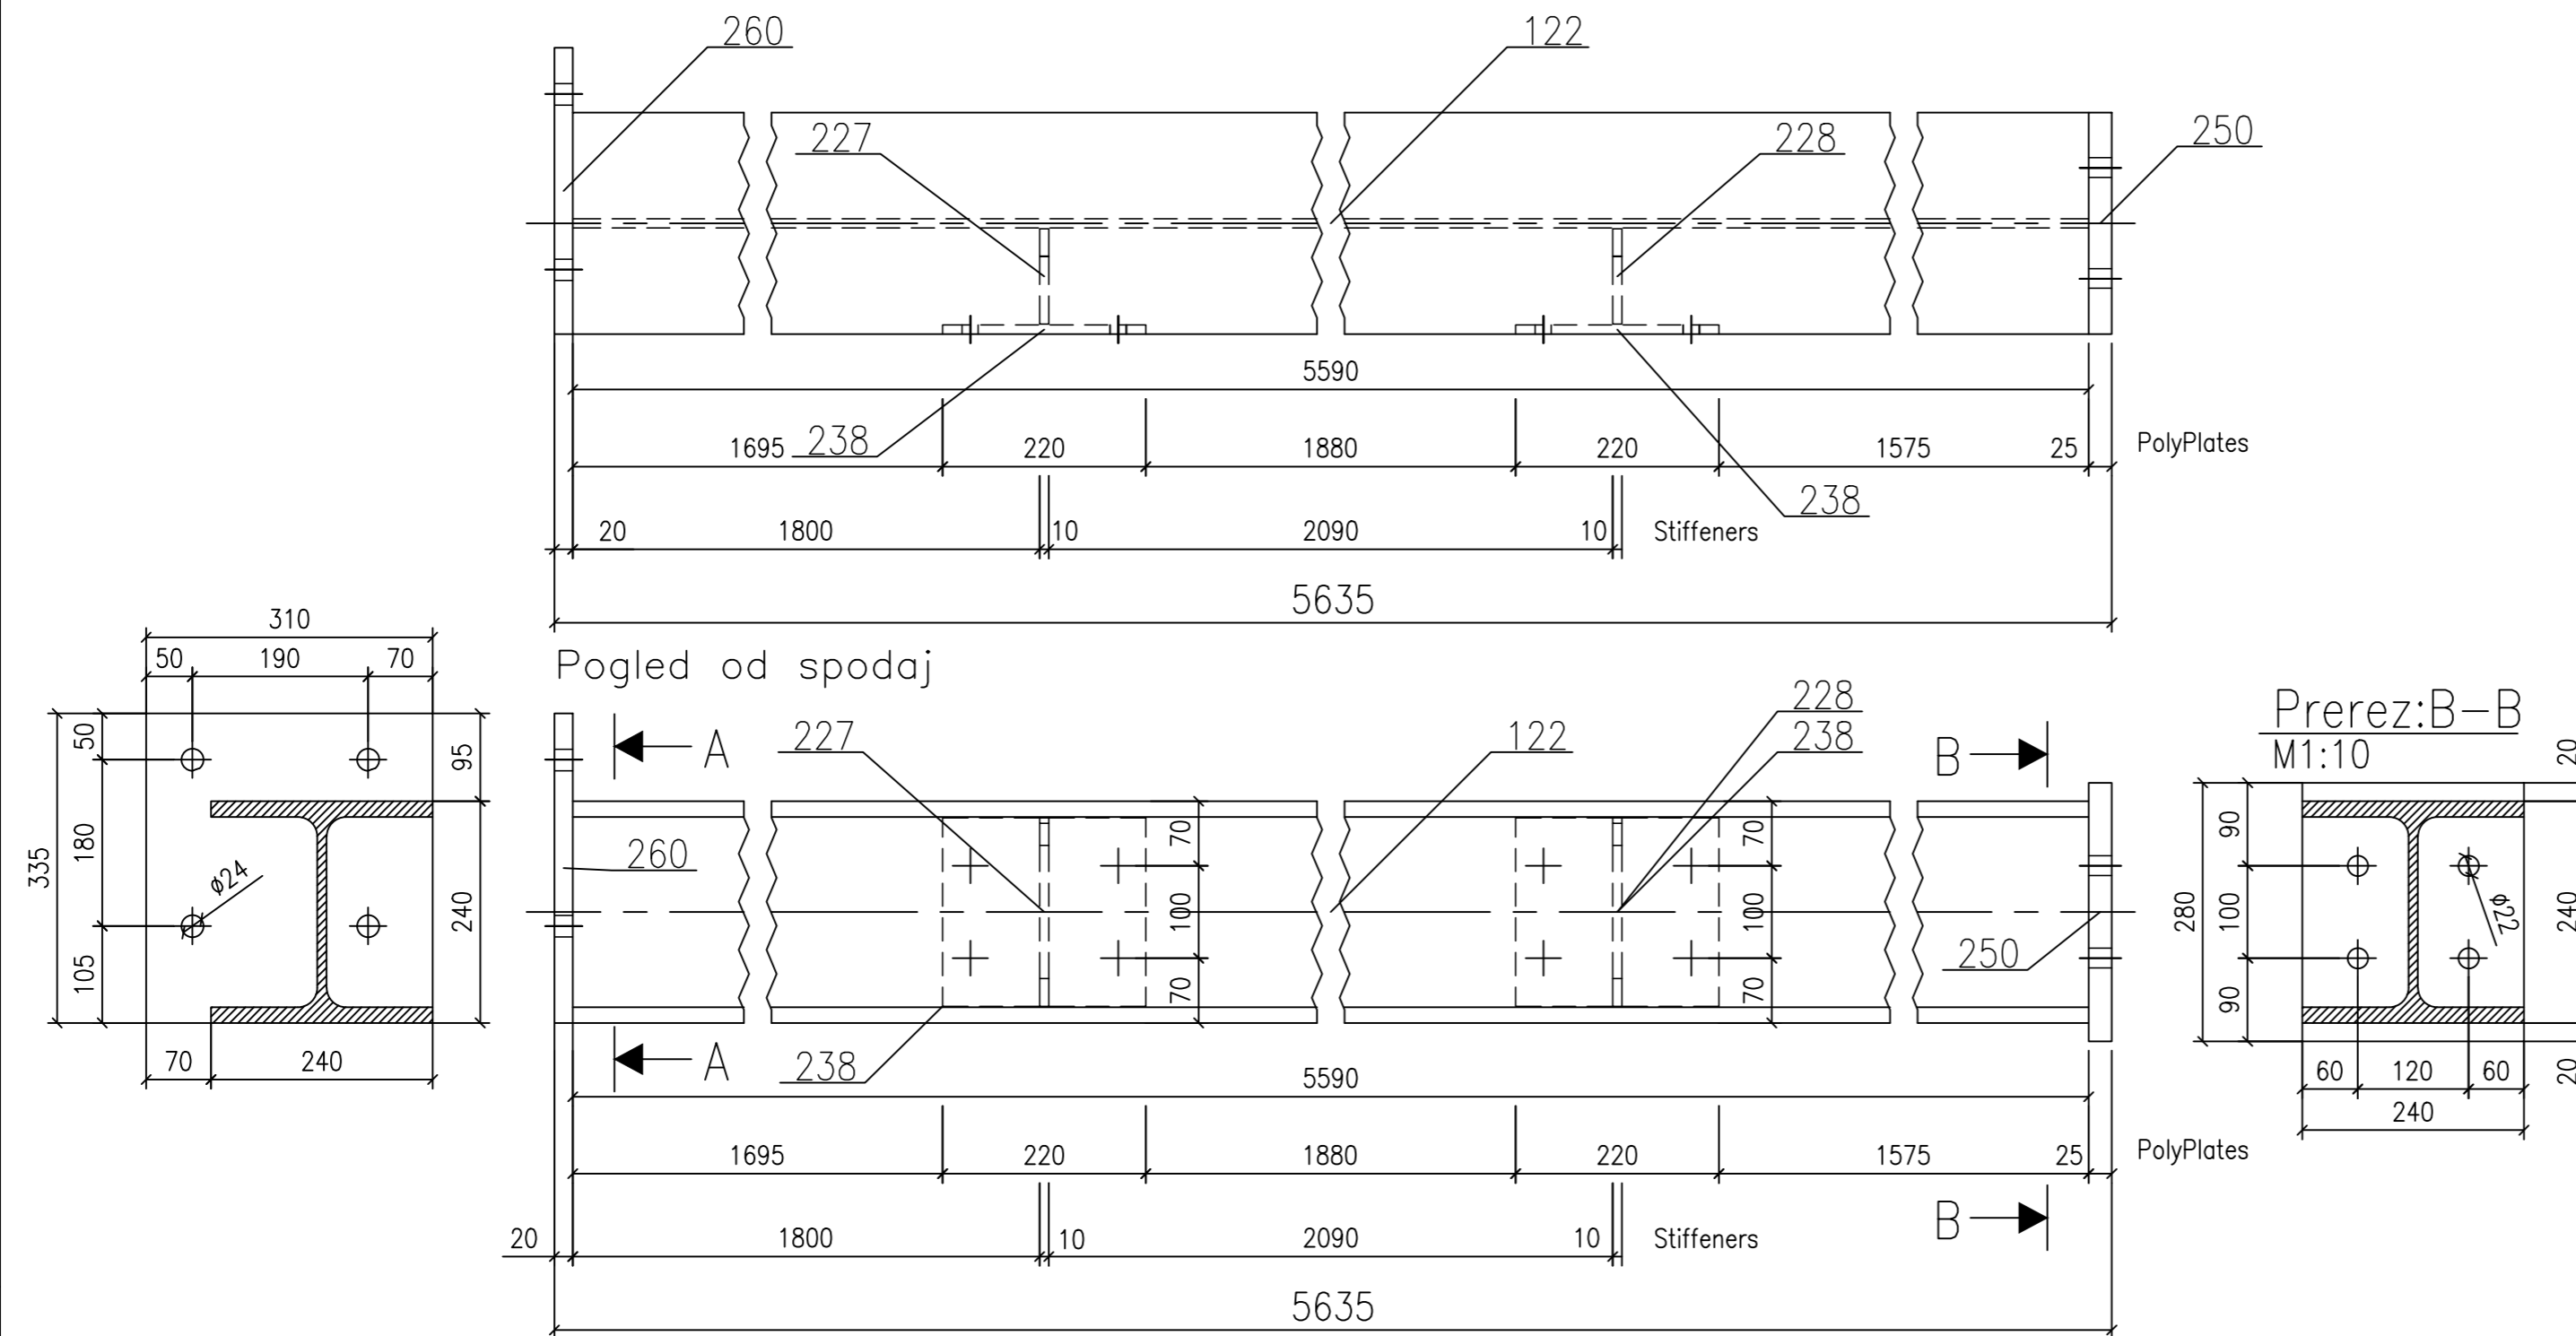 260
122
227
228
250
5590
1695 238 220 1880 220 1575 25 PolyPlates
238
20 1800 10 2090 10 Stiffeners
5635
310
50 190 70
50
180
105
335
95
240
ø24
70 240
Pogled od spodaj
A
227
122
228
238
B
260
70
100
70
70
100
70
250
238
A
5590
1695 220 1880 220 1575 25 PolyPlates
B
20 1800 10 2090 10 Stiffeners
5635
Prerez:B-B
M1:10
20
90
100
90
280
ø22
240
20
60 120 60
240